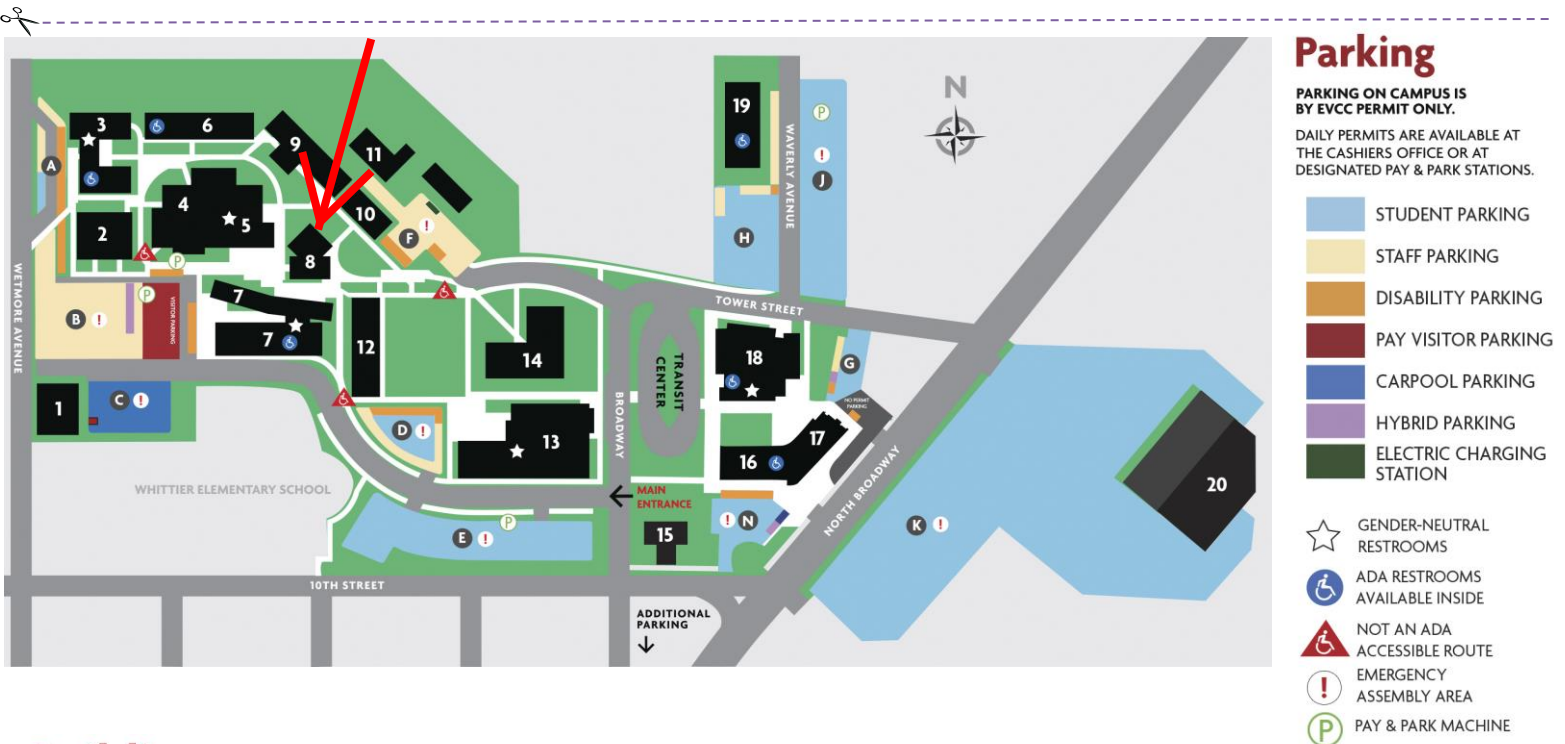 Parking
PARKING ON CAMPUS IS
BY EVCC PERMIT ONLY.
DAILY PERMITS ARE AVAILABLE AT
THE CASHIERS OFFICE OR AT
DESIGNATED PAY & PARK STATIONS.
STUDENT PARKING
STAFF PARKING
DISABILITY PARKING
PAY VISITOR PARKING
CARPOOL PARKING
HYBRID PARKING
ELECTRIC CHARGING
STATION
GENDER-NEUTRAL
RESTROOMS
ADA RESTROOMS
AVAILABLE INSIDE
NOT AN ADA
ACCESSIBLE ROUTE
!
EMERGENCY
ASSEMBLY AREA
P
PAY & PARK MACHINE
N
3
6
9
11
19
P
!
J
WAVERLY AVENUE
A
4
5
10
F !
2
8
H
P
WETMORE AVENUE
7
P
VISITOR PARKING
B !
7
12
14
TOWER STREET
TRANSIT
CENTER
18
G
NO PERMIT
PARKING
1
C !
D !
13
BROADWAY
17
16
WHITTIER ELEMENTARY SCHOOL
MAIN
ENTRANCE
NORTH BROADWAY
20
E !
P
15
! N
K !
10TH STREET
ADDITIONAL
PARKING